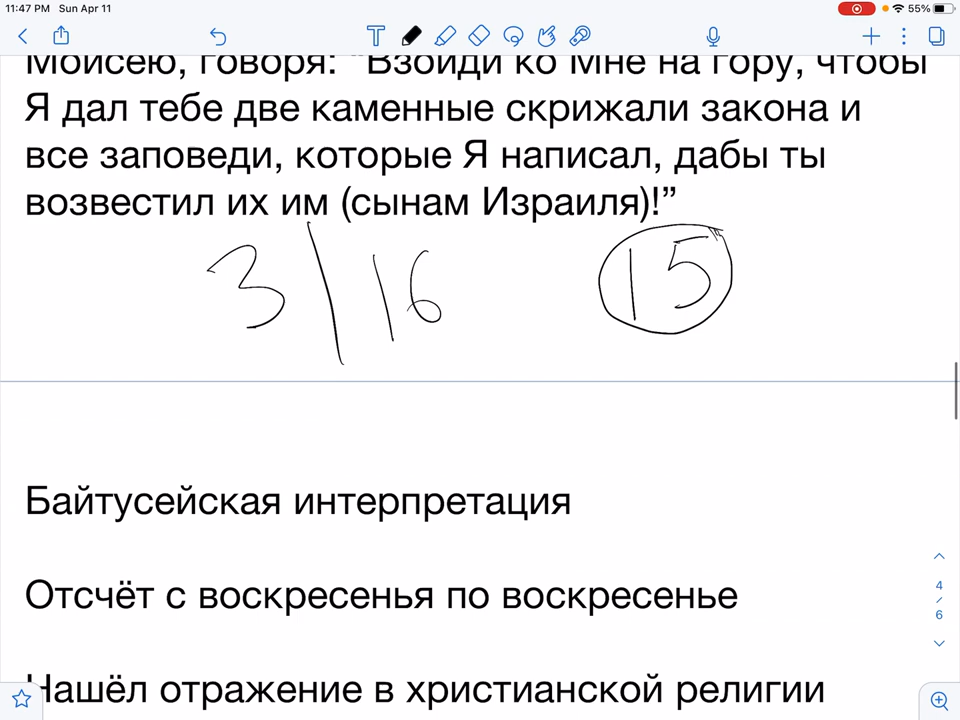 11:47 PM Sun Apr 11
55%
Моисею, говоря: “Взойди ко Мне на гору, чтобы
Я дал тебе две каменные скрижали закона и
все заповеди, которые Я написал, дабы ты
возвестил их им (сынам Израиля)!”
3 / 16 15
Байтусейская интерпретация
4
6
Отсчёт с воскресенья по воскресенье
Нашёл отражение в христианской религии